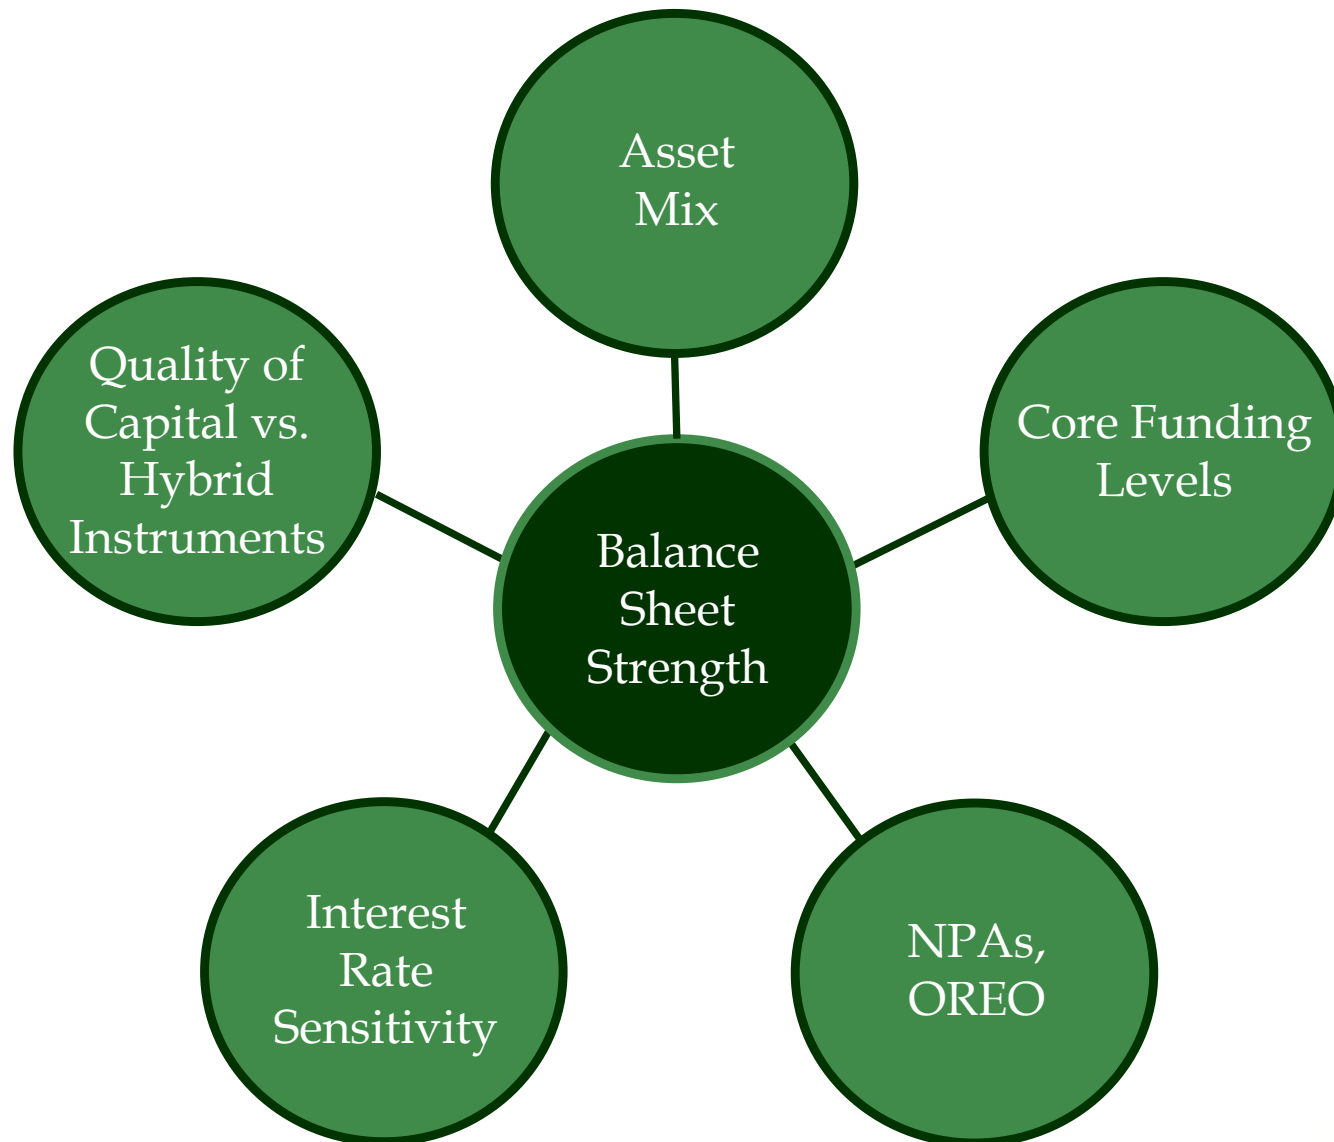 Asset
Mix
Quality of
Capital vs.
Hybrid
Instruments
Core Funding
Levels
Balance
Sheet
Strength
Interest
Rate
Sensitivity
NPAs,
OREO